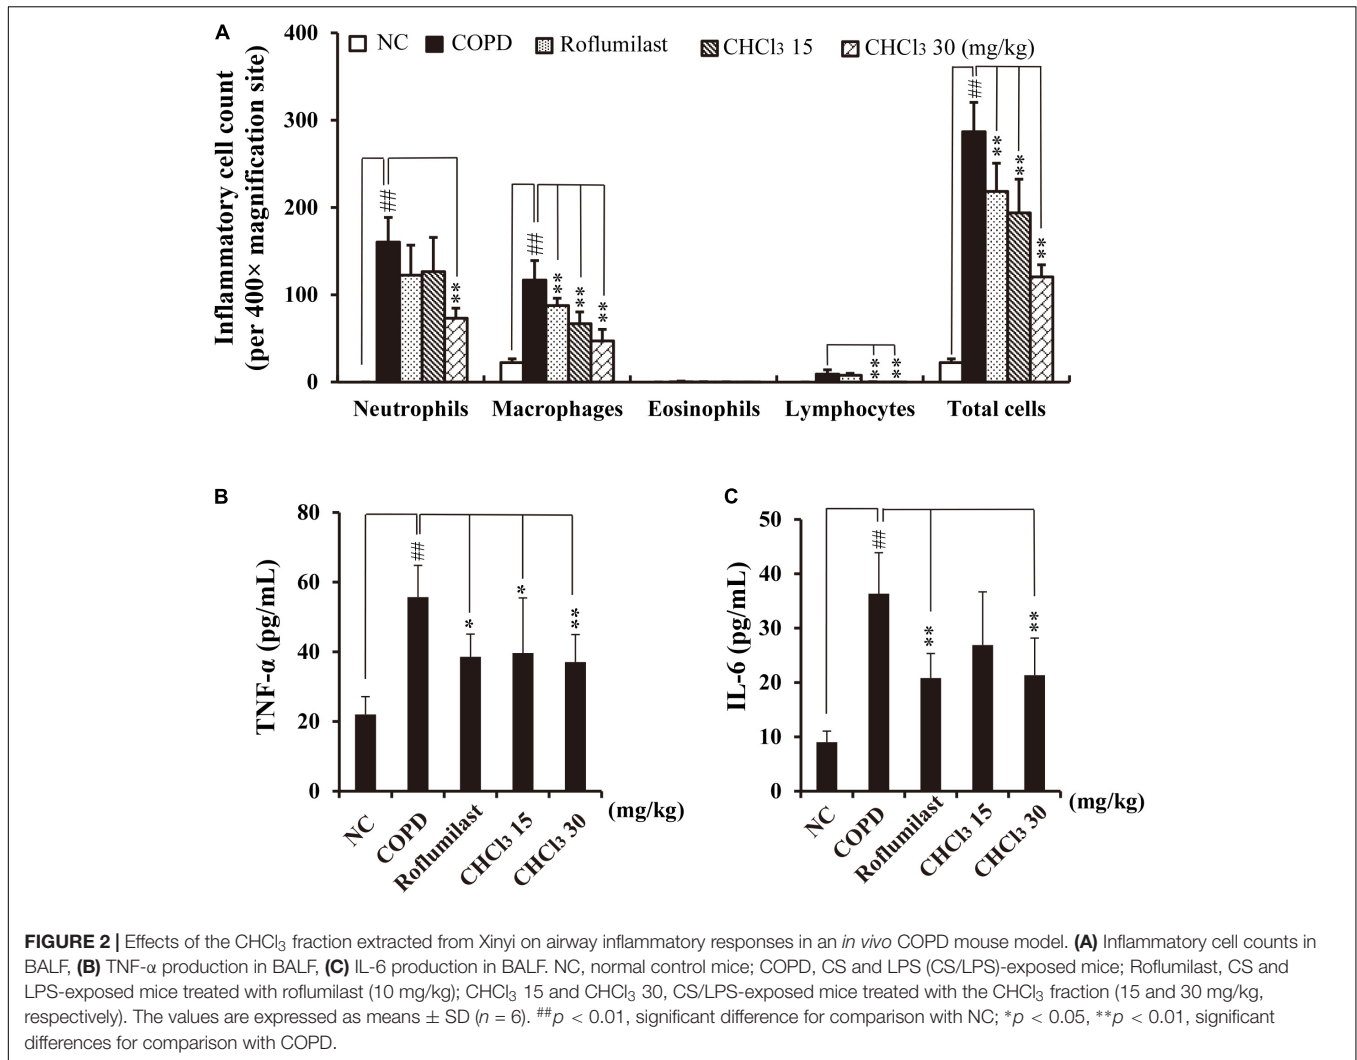 A
400
NC COPD Roflumilast CHCl₃ 15 CHCl₃ 30 (mg/kg)
300
200
100
0
Inflammatory cell count
(per 400× magnification site)
## ** ## ** ** ** ** ** ## ** ** **
Neutrophils Macrophages Eosinophils Lymphocytes Total cells
B
80
60
40
20
0
TNF-α (pg/mL)
## * * **
NC COPD Roflumilast CHCl₃ 15 CHCl₃ 30
(mg/kg)
C
50
40
30
20
10
0
IL-6 (pg/mL)
## ** **
NC COPD Roflumilast CHCl₃ 15 CHCl₃ 30
(mg/kg)
FIGURE 2 | Effects of the CHCl₃ fraction extracted from Xinyi on airway inflammatory responses in an in vivo COPD mouse model. (A) Inflammatory cell counts in
BALF, (B) TNF-α production in BALF, (C) IL-6 production in BALF. NC, normal control mice; COPD, CS and LPS (CS/LPS)-exposed mice; Roflumilast, CS and
LPS-exposed mice treated with roflumilast (10 mg/kg); CHCl₃ 15 and CHCl₃ 30, CS/LPS-exposed mice treated with the CHCl₃ fraction (15 and 30 mg/kg,
respectively). The values are expressed as means ± SD (n = 6). ##p < 0.01, significant difference for comparison with NC; *p < 0.05, **p < 0.01, significant
differences for comparison with COPD.